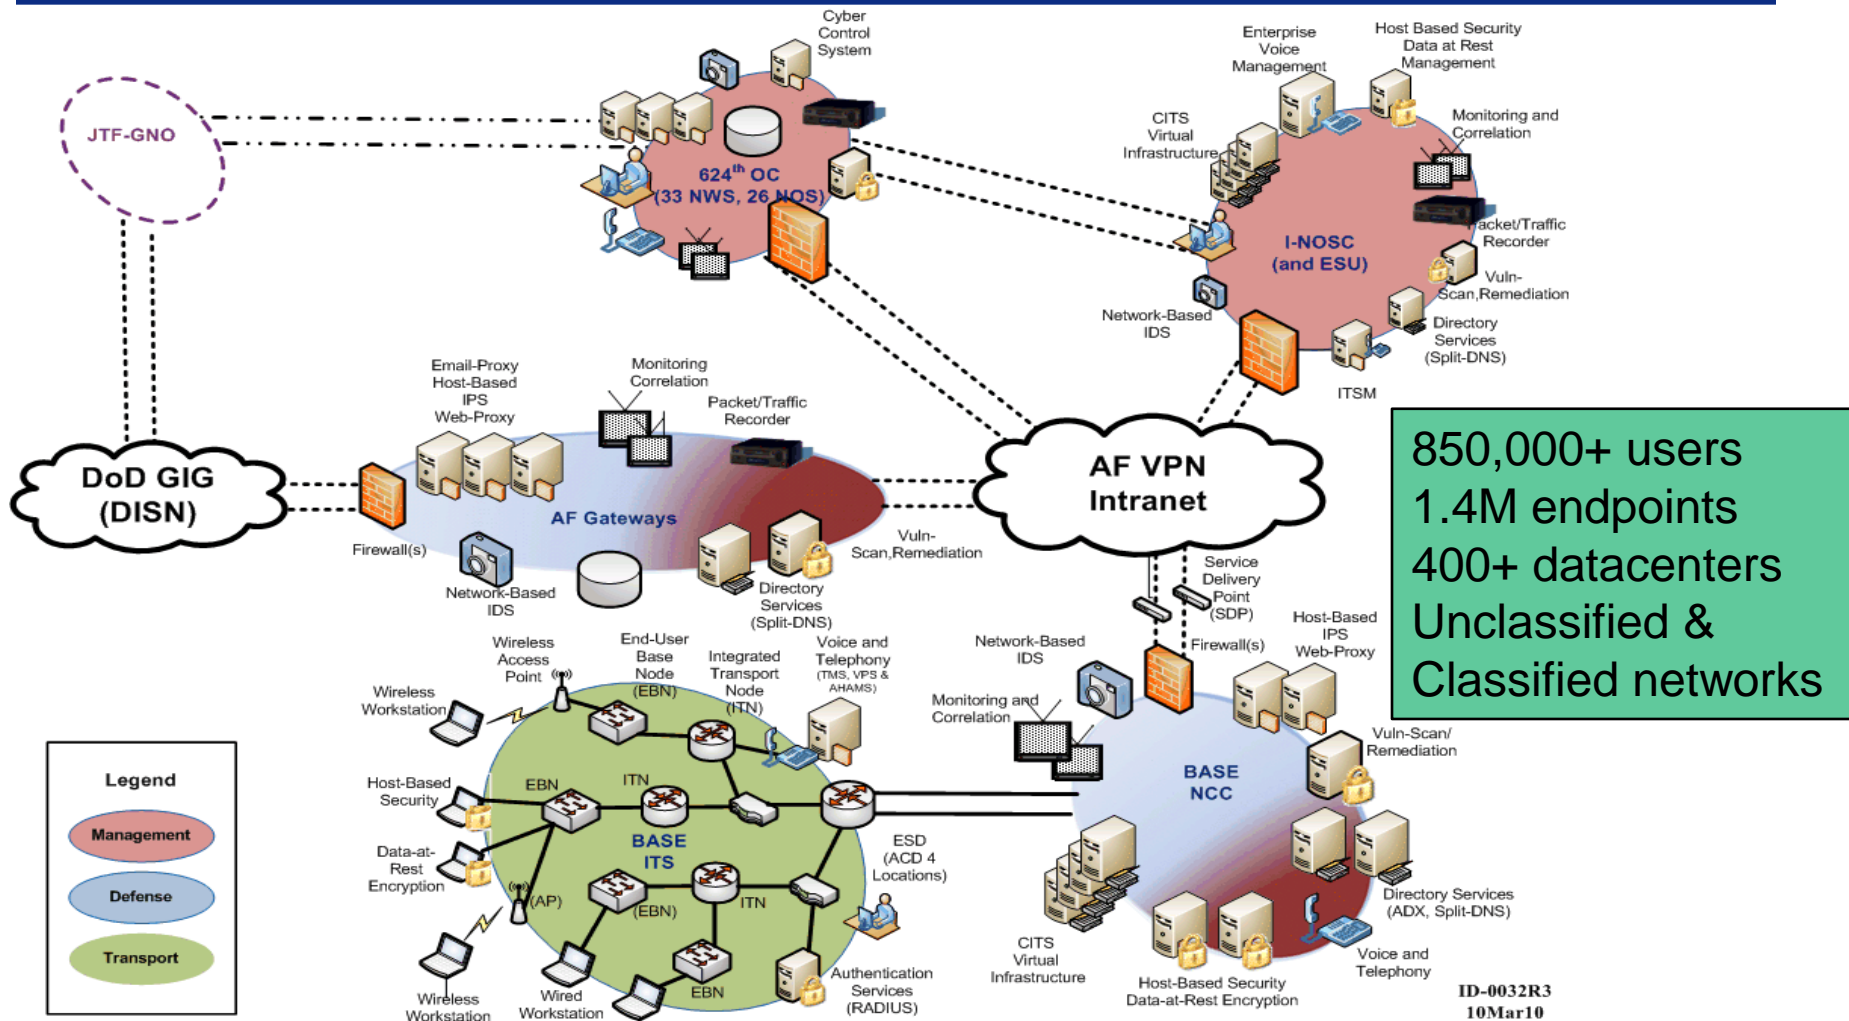 Cyber
Control
System
JTF-GNO
624th OC
(33 NWS, 26 NOS)
Enterprise
Voice
Management
Host Based Security
Data at Rest
Management
CITS
Virtual
Infrastructure
Monitoring and
Correlation
I-NOSC
(and ESU)
Packet/Traffic
Recorder
Vuln-
Scan,Remediation
Network-Based
IDS
Directory
Services
(Split-DNS)
ITSM
Email-Proxy
Host-Based
IPS
Web-Proxy
Monitoring
Correlation
Packet/Traffic
Recorder
DoD GIG
(DISN)
AF Gateways
Firewall(s)
Network-Based
IDS
Directory
Services
(Split-DNS)
Vuln-
Scan,Remediation
AF VPN
Intranet
850,000+ users
1.4M endpoints
400+ datacenters
Unclassified &
Classified networks
Service
Delivery
Point
(SDP)
Wireless
Access
Point
End-User
Base
Node
(EBN)
Integrated
Transport
Node
(ITN)
Voice and
Telephony
(TMS, VPS &
AHAMS)
Wireless
Workstation
Host-Based
Security
EBN
ITN
BASE
ITS
Data-at-
Rest
Encryption
(AP)
(EBN)
ITN
ESD
(ACD 4
Locations)
Wireless
Workstation
Wired
Workstation
EBN
Authentication
Services
(RADIUS)
Network-Based
IDS
Firewall(s)
Host-Based
IPS
Web-Proxy
Monitoring and
Correlation
Vuln-Scan/
Remediation
BASE
NCC
CITS
Virtual
Infrastructure
Host-Based Security
Data-at-Rest Encryption
Directory Services
(ADX, Split-DNS)
Voice and
Telephony
Legend
Management
Defense
Transport
ID-0032R3
10Mar10